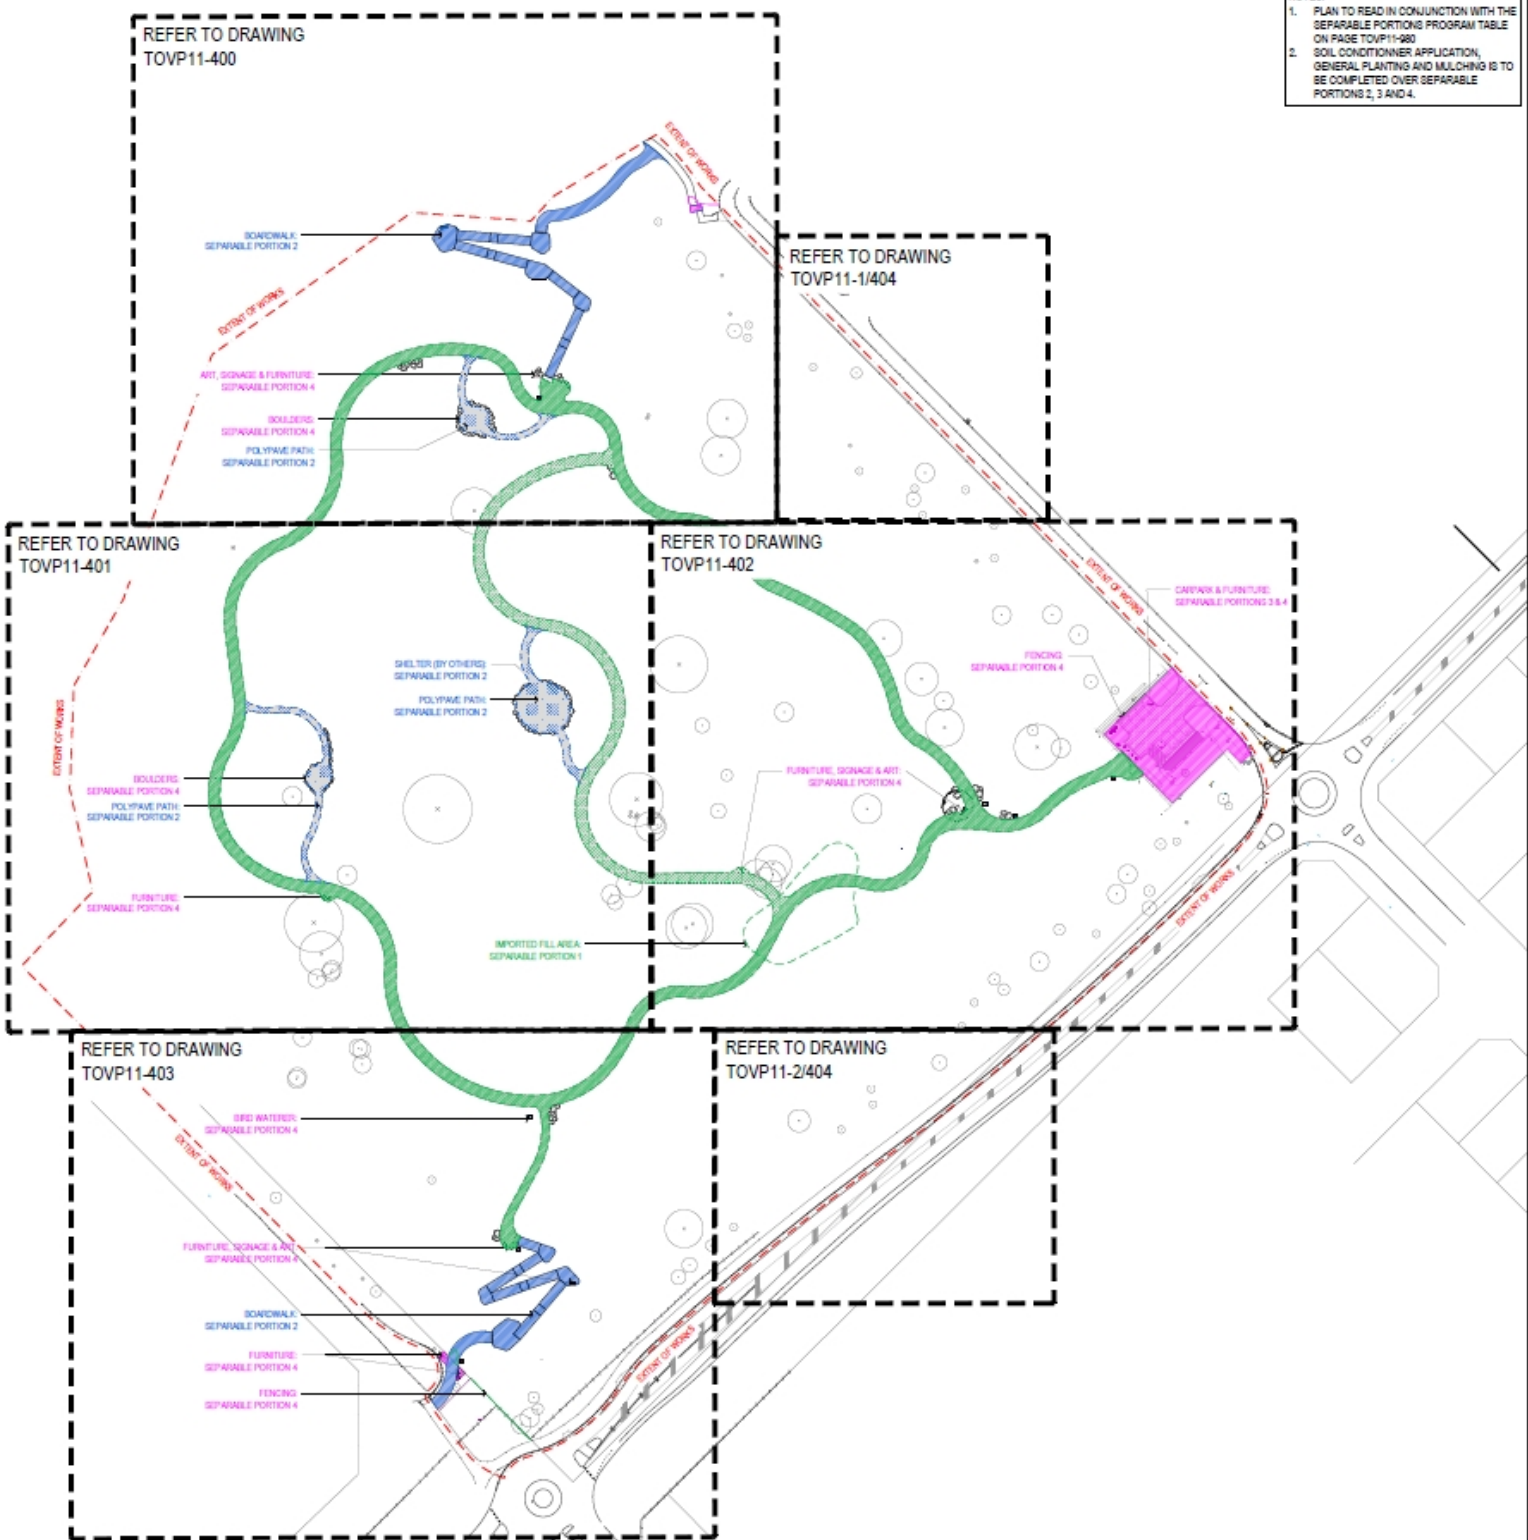 REFER TO DRAWING
TOVP11-400
1. PLAN TO READ IN CONJUNCTION WITH THE
SEPARABLE PORTIONS PROGRAM TABLE
ON PAGE TOVP11-980
2. SOIL CONDITIONNER APPLICATION,
GENERAL PLANTING AND MULCHING IS TO
BE COMPLETED OVER SEPARABLE
PORTIONS 2, 3 AND 4.
EXTENT OF WORKS
BOARDWALK:
SEPARABLE PORTION 2
REFER TO DRAWING
TOVP11-1/404
EXTENT OF WORKS
ART, SIGNAGE & FURNITURE:
SEPARABLE PORTION 4
BOULDERS:
SEPARABLE PORTION 4
POLYPAVE PATH:
SEPARABLE PORTION 2
REFER TO DRAWING
TOVP11-401
REFER TO DRAWING
TOVP11-402
EXTENT OF WORKS
CARPARK & FURNITURE:
SEPARABLE PORTIONS 3 & 4
FENCING:
SEPARABLE PORTION 4
SHELTER (BY OTHERS):
SEPARABLE PORTION 2
POLYPAVE PATH:
SEPARABLE PORTION 2
EXTENT OF WORKS
BOULDERS:
SEPARABLE PORTION 4
POLYPAVE PATH:
SEPARABLE PORTION 2
FURNITURE, SIGNAGE & ART:
SEPARABLE PORTION 4
FURNITURE:
SEPARABLE PORTION 4
EXTENT OF WORKS
IMPORTED FILL AREA:
SEPARABLE PORTION 1
REFER TO DRAWING
TOVP11-403
REFER TO DRAWING
TOVP11-2/404
BIRD WATERER:
SEPARABLE PORTION 4
EXTENT OF WORKS
FURNITURE, SIGNAGE & ART:
SEPARABLE PORTION 4
BOARDWALK:
SEPARABLE PORTION 2
FURNITURE:
SEPARABLE PORTION 4
EXTENT OF WORKS
FENCING:
SEPARABLE PORTION 4